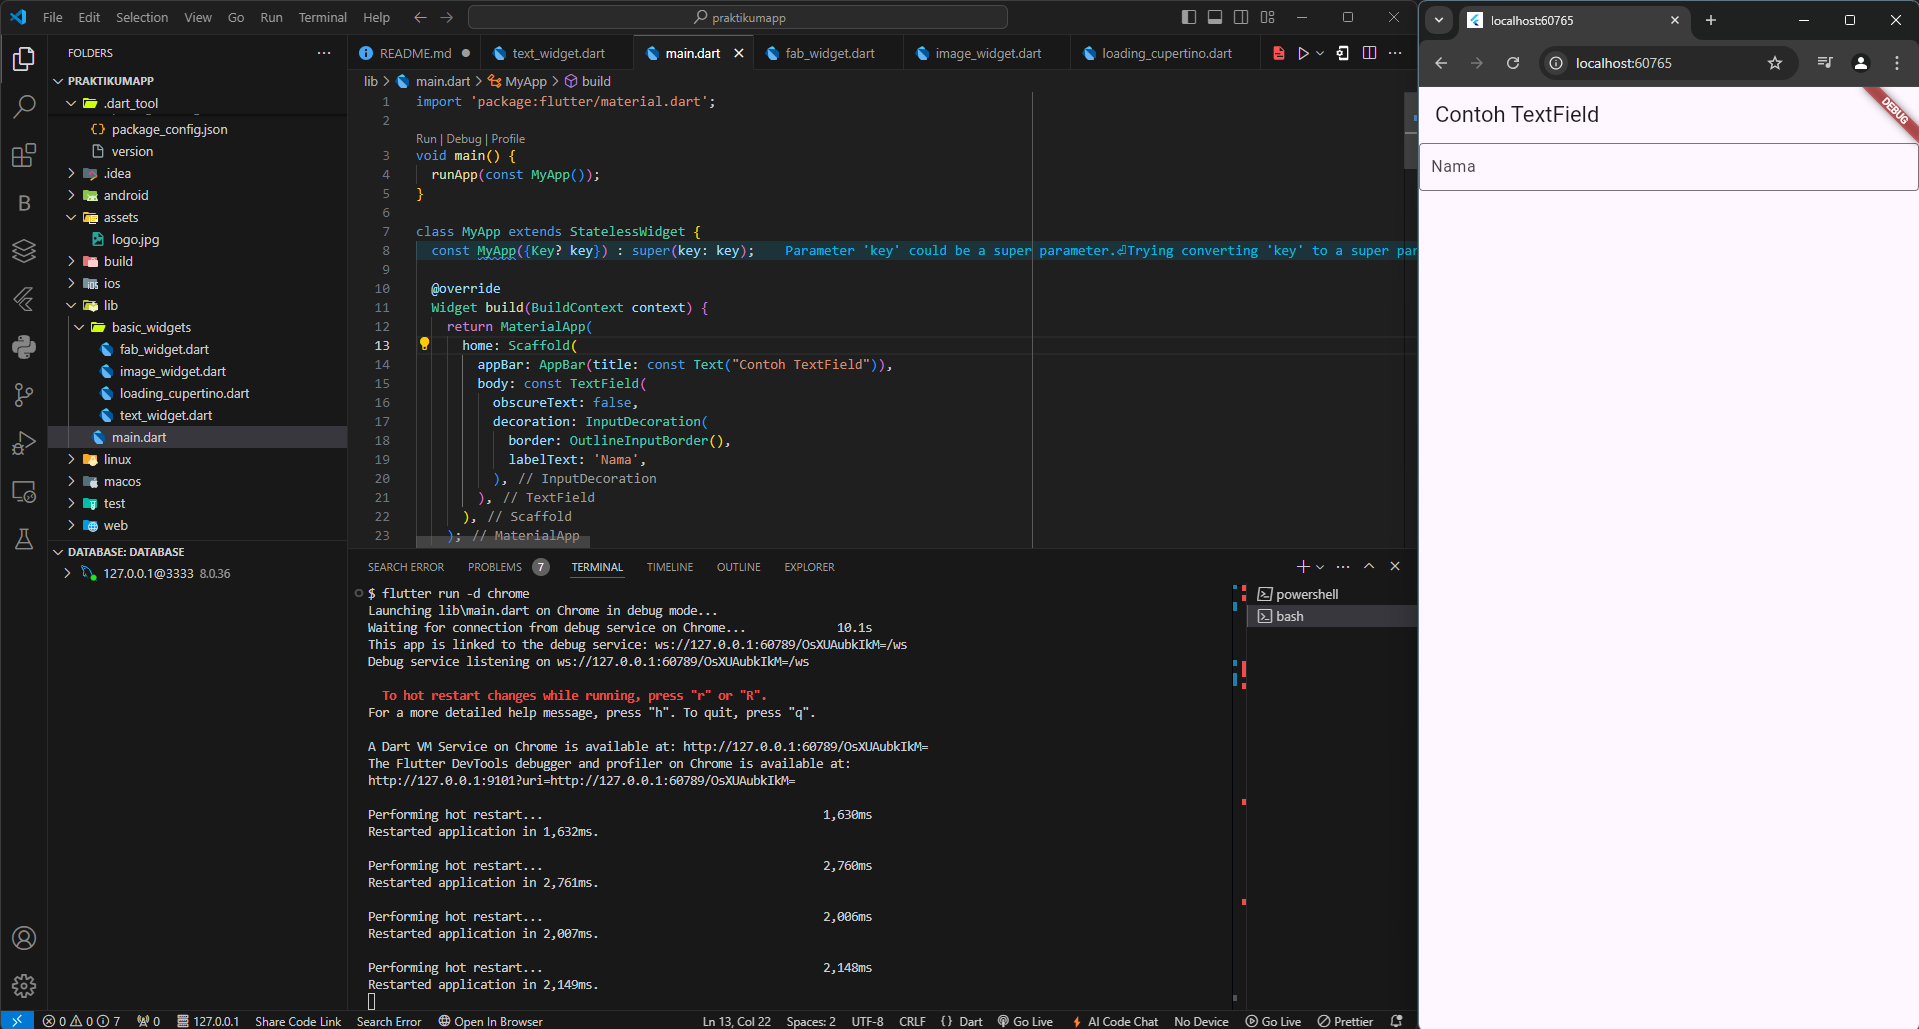 File Edit Selection View Go Run Terminal Help
praktikumapp
FOLDERS
PRAKTIKUMAPP
.dart_tool
package_config.json
version
.idea
android
assets
logo.jpg
build
ios
lib
basic_widgets
fab_widget.dart
image_widget.dart
loading_cupertino.dart
text_widget.dart
main.dart
linux
macos
test
web
DATABASE: DATABASE
127.0.0.1@3333 8.0.36
README.md text_widget.dart main.dart fab_widget.dart image_widget.dart loading_cupertino.dart
lib > main.dart > MyApp > build
1 import 'package:flutter/material.dart';
2
Run | Debug | Profile
3 void main() {
4 runApp(const MyApp());
5 }
6
7 class MyApp extends StatelessWidget {
8 const MyApp({Key? key}) : super(key: key); Parameter 'key' could be a super parameter.⏎Trying converting 'key' to a super par
9
10 @override
11 Widget build(BuildContext context) {
12 return MaterialApp(
13 home: Scaffold(
14 appBar: AppBar(title: const Text("Contoh TextField")),
15 body: const TextField(
16 obscureText: false,
17 decoration: InputDecoration(
18 border: OutlineInputBorder(),
19 labelText: 'Nama',
20 ), // InputDecoration
21 ), // TextField
22 ), // Scaffold
23 ); // MaterialApp
SEARCH ERROR PROBLEMS 7 TERMINAL TIMELINE OUTLINE EXPLORER
$ flutter run -d chrome
Launching lib\main.dart on Chrome in debug mode...
Waiting for connection from debug service on Chrome... 10.1s
This app is linked to the debug service: ws://127.0.0.1:60789/OsXUAubkIkM=/ws
Debug service listening on ws://127.0.0.1:60789/OsXUAubkIkM=/ws
To hot restart changes while running, press "r" or "R".
For a more detailed help message, press "h". To quit, press "q".
A Dart VM Service on Chrome is available at: http://127.0.0.1:60789/OsXUAubkIkM=
The Flutter DevTools debugger and profiler on Chrome is available at:
http://127.0.0.1:9101?uri=http://127.0.0.1:60789/OsXUAubkIkM=
Performing hot restart... 1,630ms
Restarted application in 1,632ms.
Performing hot restart... 2,760ms
Restarted application in 2,761ms.
Performing hot restart... 2,006ms
Restarted application in 2,007ms.
Performing hot restart... 2,148ms
Restarted application in 2,149ms.
powershell
bash
0 0 7 0 127.0.0.1 Share Code Link Search Error Open In Browser Ln 13, Col 22 Spaces: 2 UTF-8 CRLF {} Dart Go Live AI Code Chat No Device Go Live Prettier
localhost:60765
localhost:60765
Contoh TextField
DEBUG
Nama